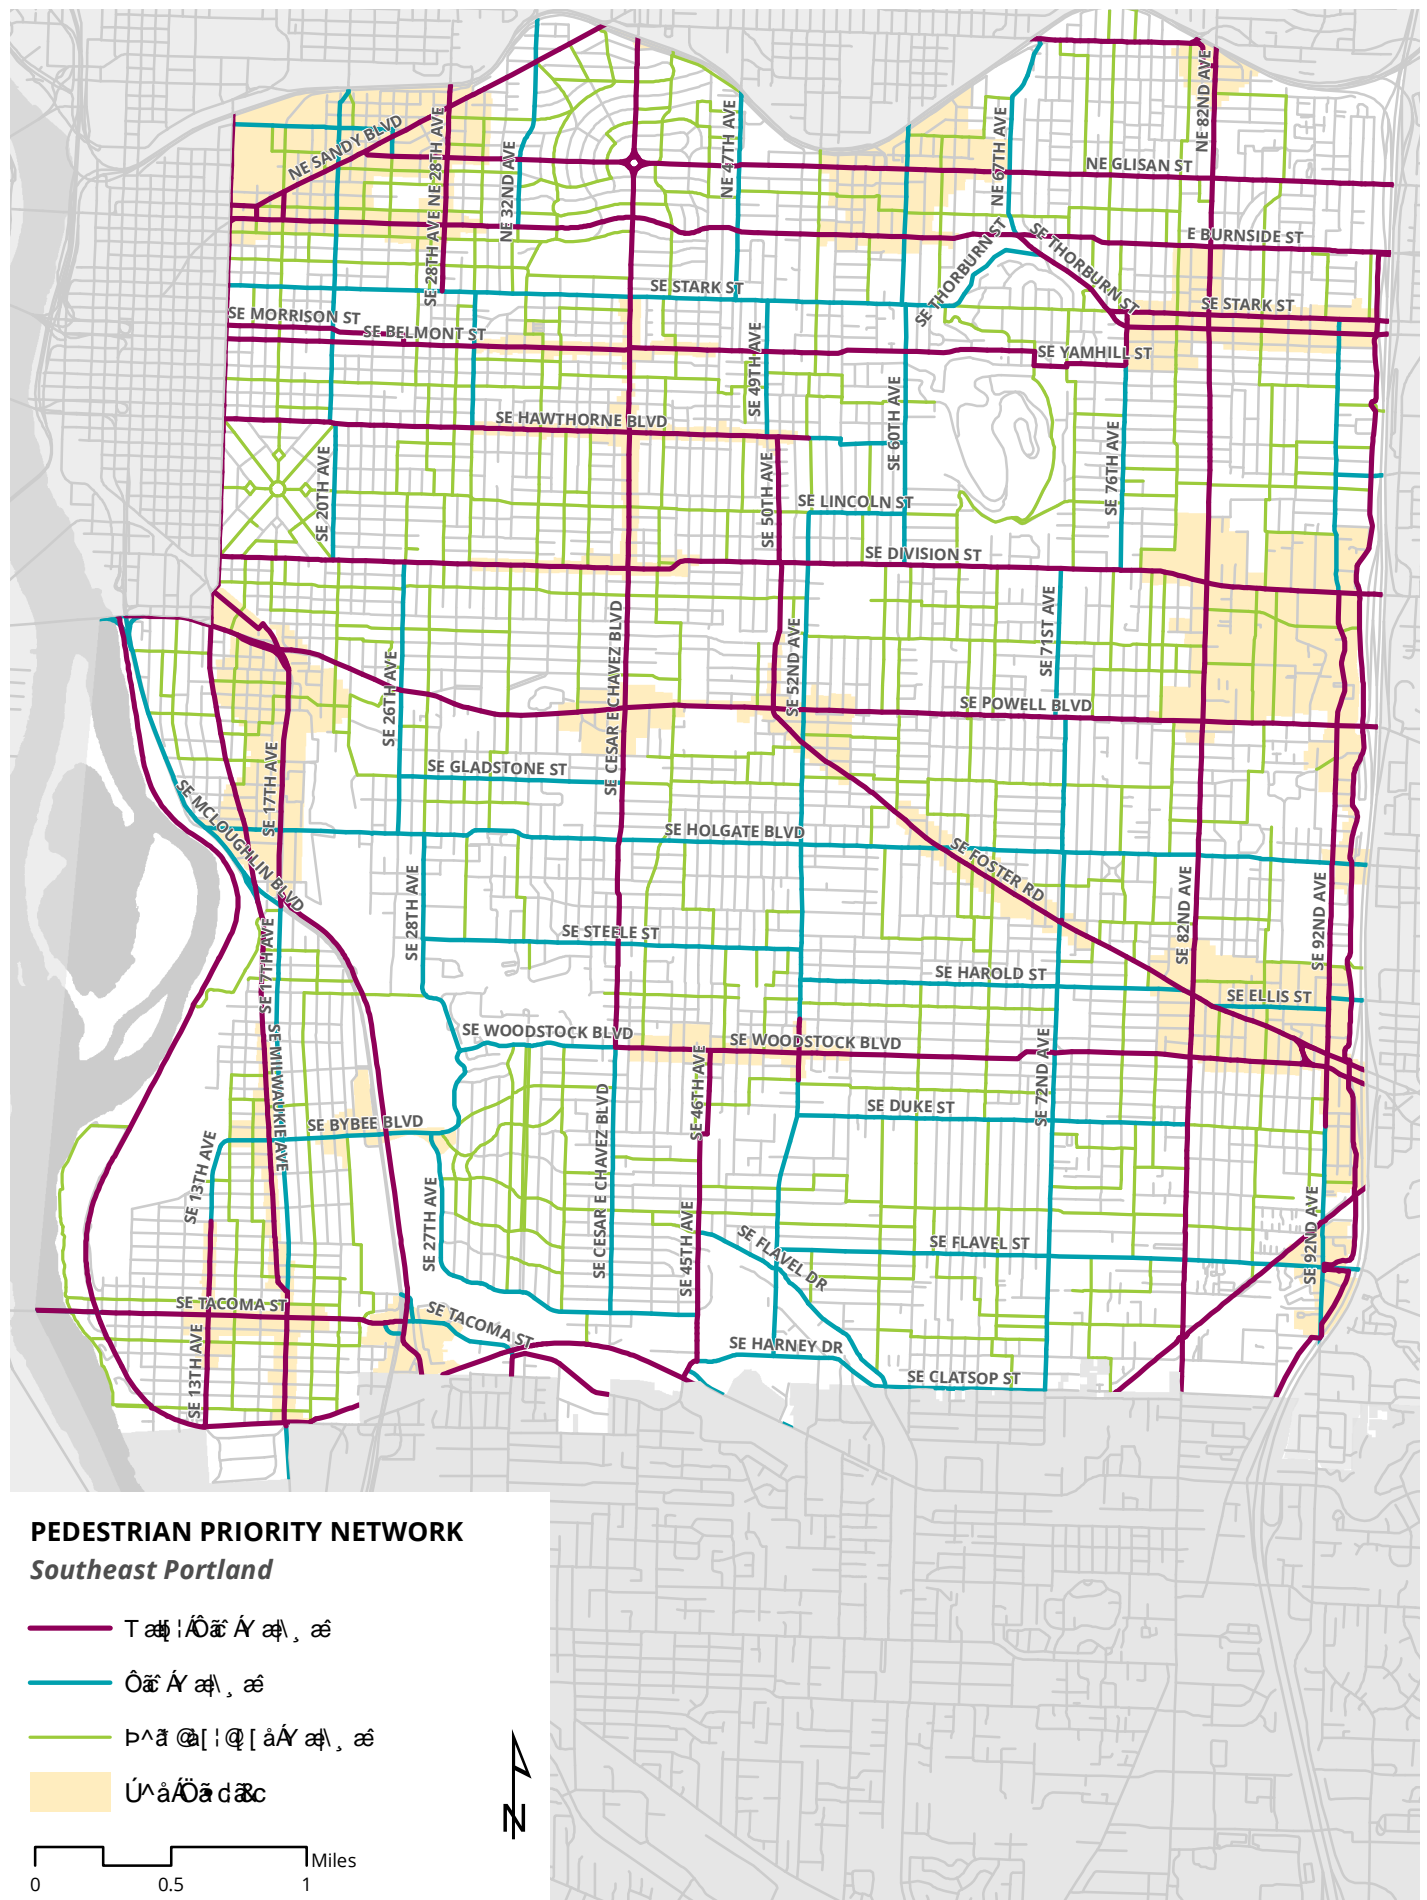 NE SANDY BLVD
NE 28TH AVE
SE 28TH AVE
NE 32ND AVE
NE 47TH AVE
NE 67TH AVE
NE 82ND AVE
NE GLISAN ST
E BURNSIDE ST
SE THORBURN ST
SE THORBURN ST
SE STARK ST
SE STARK ST
SE MORRISON ST
SE BELMONT ST
SE YAMHILL ST
SE 49TH AVE
SE 60TH AVE
SE HAWTHORNE BLVD
SE 20TH AVE
SE 50TH AVE
SE 76TH AVE
SE LINCOLN ST
SE DIVISION ST
SE CESAR E CHAVEZ BLVD
SE 52ND AVE
SE 71ST AVE
SE 26TH AVE
SE POWELL BLVD
SE 17TH AVE
SE GLADSTONE ST
SE MCLOUGHLIN BLVD
SE HOLGATE BLVD
SE FOSTER RD
SE 28TH AVE
SE 82ND AVE
SE 92ND AVE
SE STEELE ST
SE 17TH AVE
SE HAROLD ST
SE ELLIS ST
SE WOODSTOCK BLVD
SE WOODSTOCK BLVD
SE MILWAUKIE AVE
SE 46TH AVE
SE 72ND AVE
SE DUKE ST
SE BYBEE BLVD
SE CESAR E CHAVEZ BLVD
SE 13TH AVE
SE 27TH AVE
SE 45TH AVE
SE 92ND AVE
SE FLAVEL DR
SE FLAVEL ST
SE TACOMA ST
SE TACOMA ST
SE 13TH AVE
SE HARNEY DR
SE CLATSOP ST
PEDESTRIAN PRIORITY NETWORK
Southeast Portland
N
Miles
0 0.5 1